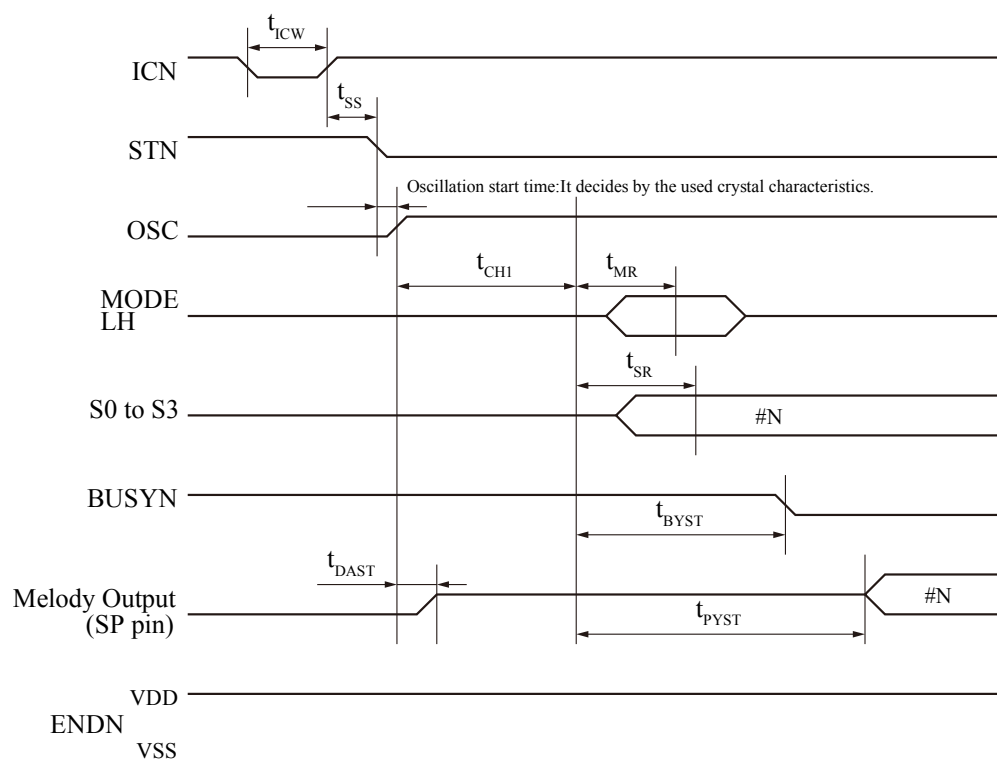 tICW
ICN
tSS
STN
Oscillation start time:It decides by the used crystal characteristics.
OSC
tCH1
tMR
MODE
LH
tSR
S0 to S3
#N
BUSYN
tBYST
tDAST
Melody Output
(SP pin)
#N
tPYST
VDD
ENDN
VSS